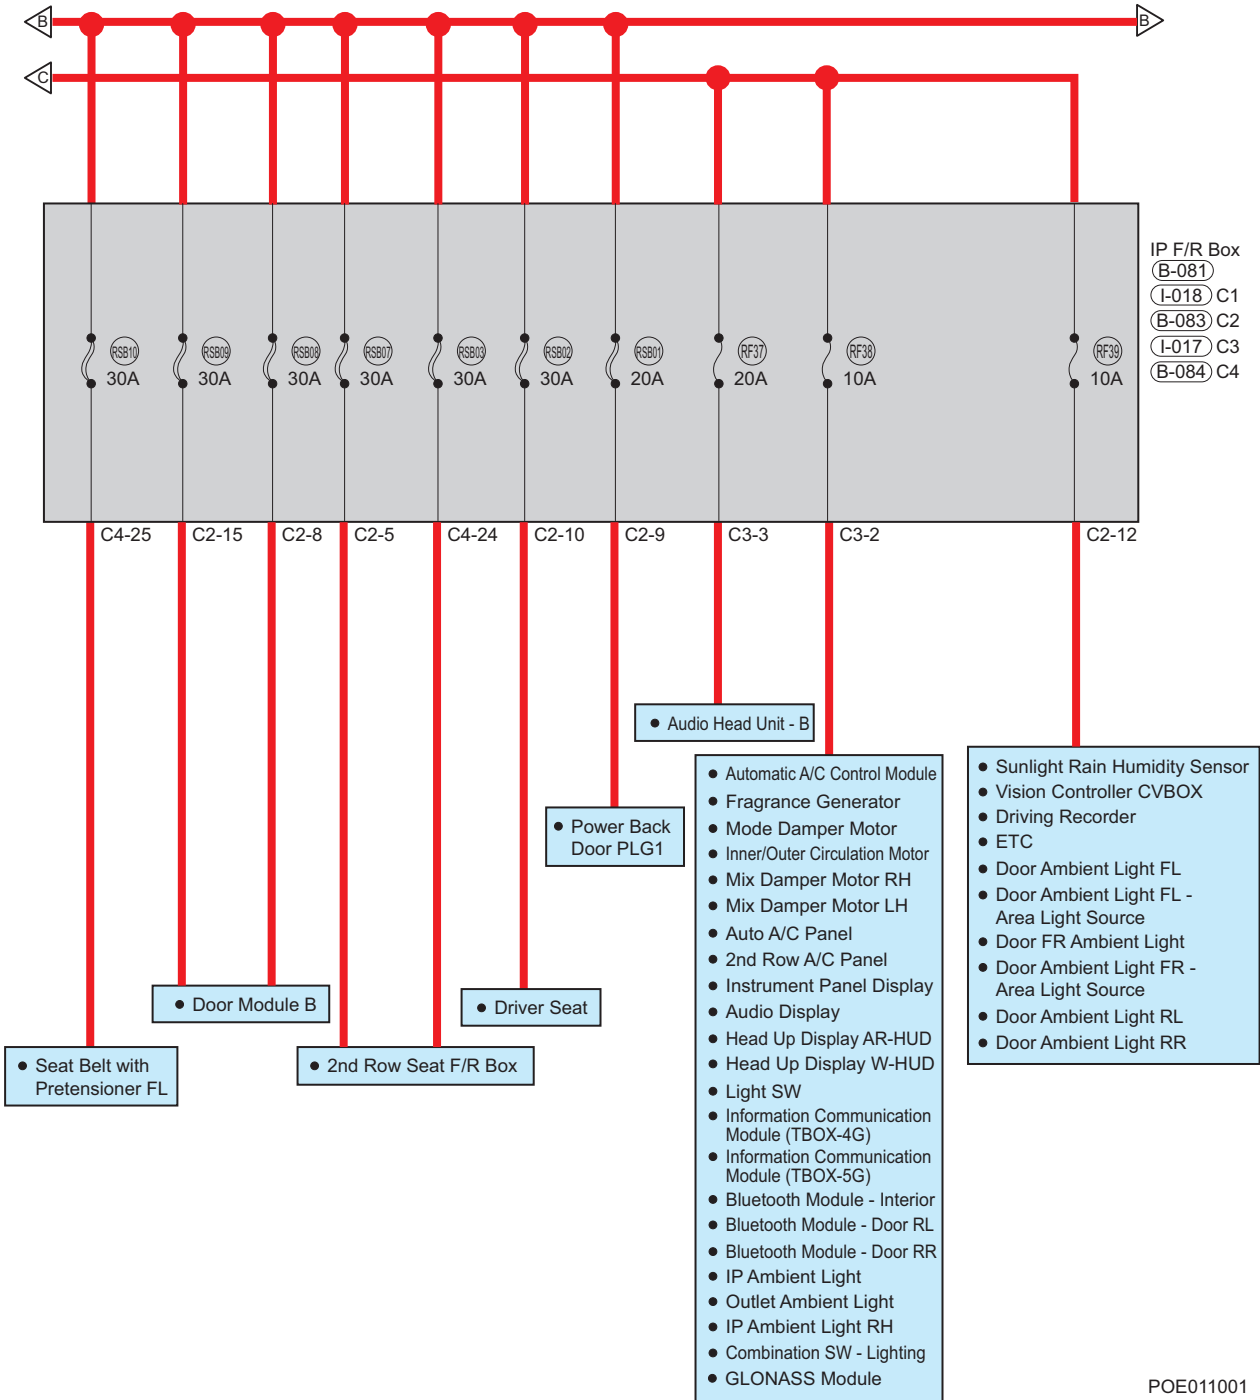 B
B
C
IP F/R Box
B-081
I-018 C1
B-083 C2
I-017 C3
B-084 C4
RSB10
30A
RSB09
30A
RSB08
30A
RSB07
30A
RSB03
30A
RSB02
30A
RSB01
20A
RF37
20A
RF38
10A
RF39
10A
C4-25
C2-15
C2-8
C2-5
C4-24
C2-10
C2-9
C3-3
C3-2
C2-12
• Seat Belt with
Pretensioner FL
• Door Module B
• 2nd Row Seat F/R Box
• Driver Seat
• Power Back
Door PLG1
• Audio Head Unit - B
• Automatic A/C Control Module
• Fragrance Generator
• Mode Damper Motor
• Inner/Outer Circulation Motor
• Mix Damper Motor RH
• Mix Damper Motor LH
• Auto A/C Panel
• 2nd Row A/C Panel
• Instrument Panel Display
• Audio Display
• Head Up Display AR-HUD
• Head Up Display W-HUD
• Light SW
• Information Communication
Module (TBOX-4G)
• Information Communication
Module (TBOX-5G)
• Bluetooth Module - Interior
• Bluetooth Module - Door RL
• Bluetooth Module - Door RR
• IP Ambient Light
• Outlet Ambient Light
• IP Ambient Light RH
• Combination SW - Lighting
• GLONASS Module
• Sunlight Rain Humidity Sensor
• Vision Controller CVBOX
• Driving Recorder
• ETC
• Door Ambient Light FL
• Door Ambient Light FL -
Area Light Source
• Door FR Ambient Light
• Door Ambient Light FR -
Area Light Source
• Door Ambient Light RL
• Door Ambient Light RR
POE011001